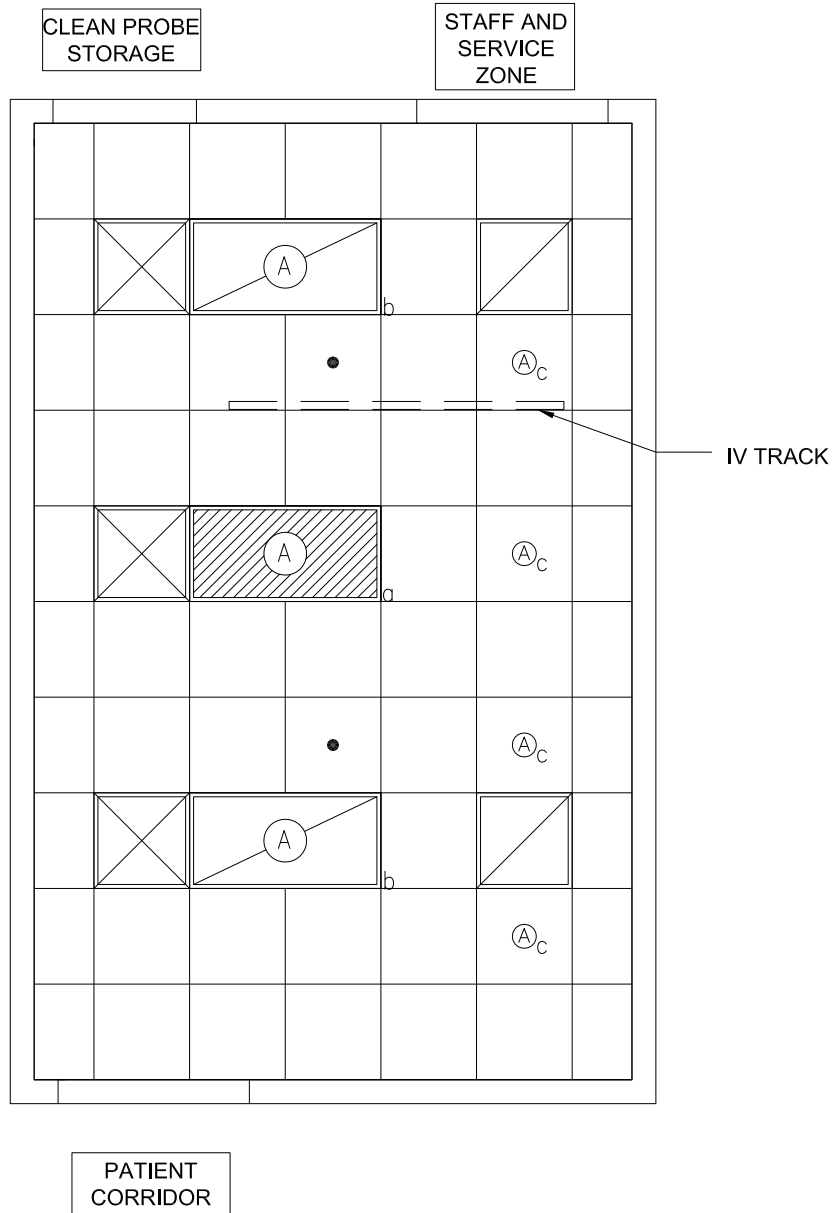 CLEAN PROBE
STORAGE
STAFF AND
SERVICE
ZONE
A
b
A
c
IV TRACK
A
a
A
c
A
c
A
b
A
c
PATIENT
CORRIDOR